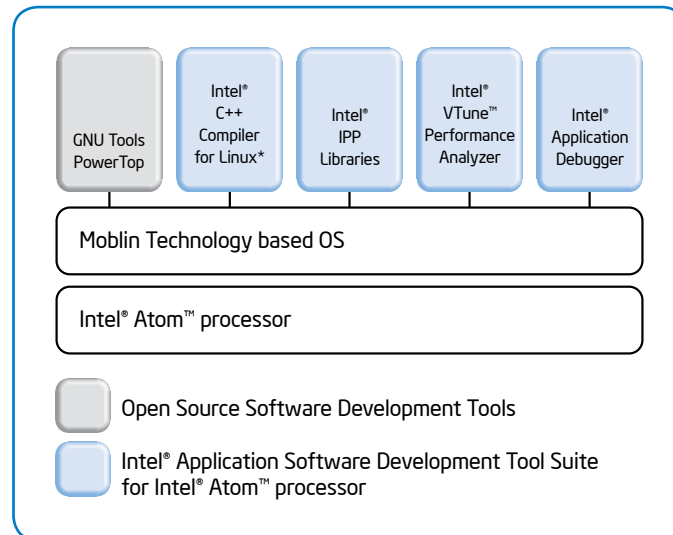 GNU Tools
PowerTop
Intel®
C++
Compiler
for Linux*
Intel®
IPP
Libraries
Intel®
VTune™
Performance
Analyzer
Intel®
Application
Debugger
Moblin Technology based OS
Intel® Atom™ processor
Open Source Software Development Tools
Intel® Application Software Development Tool Suite
for Intel® Atom™ processor